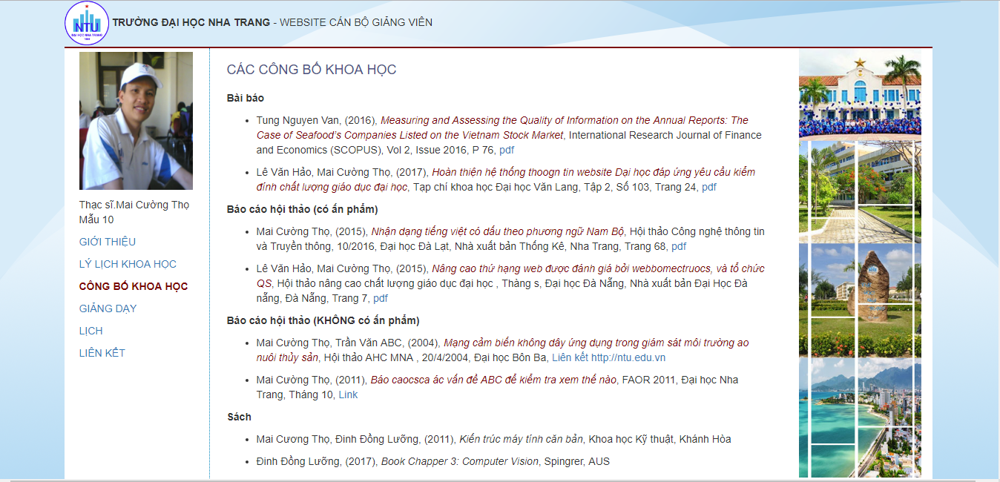 NTU
ĐẠI HỌC NHA TRANG
TRƯỜNG ĐẠI HỌC NHA TRANG - WEBSITE CÁN BỘ GIẢNG VIÊN
Thạc sĩ.Mai Cường Thọ
Mẫu 10
GIỚI THIỆU
LÝ LỊCH KHOA HỌC
CÔNG BỐ KHOA HỌC
GIẢNG DẠY
LỊCH
LIÊN KẾT
CÁC CÔNG BỐ KHOA HỌC
Bài báo
Tung Nguyen Van, (2016), Measuring and Assessing the Quality of Information on the Annual Reports: The
Case of Seafood's Companies Listed on the Vietnam Stock Market, International Research Journal of Finance
and Economics (SCOPUS), Vol 2, Issue 2016, P 76, pdf
Lê Văn Hảo, Mai Cường Thọ, (2017), Hoàn thiện hệ thống thoogn tin website Dại học đáp ứng yêu cầu kiểm
đính chất lượng giáo dục đại học, Tạp chí khoa học Đại học Văn Lang, Tập 2, Số 103, Trang 24, pdf
Báo cáo hội thảo (có ấn phẩm)
Mai Cường Thọ, (2015), Nhận dạng tiếng việt có dấu theo phương ngữ Nam Bộ, Hội thảo Công nghệ thông tin
và Truyền thông, 10/2016, Đại học Đà Lạt, Nhà xuất bản Thống Kê, Nha Trang, Trang 68, pdf
Lê Văn Hảo, Mai Cường Thọ, (2015), Nâng cao thứ hạng web được đánh giá bởi webbomectruocs, và tổ chức
QS, Hội thảo nâng cao chất lượng giáo dục đại học , Thàng s, Đại học Đà Nẵng, Nhà xuất bản Đại Học Đà
nẵng, Đà Nẵng, Trang 7, pdf
Báo cáo hội thảo (KHÔNG có ấn phẩm)
Mai Cường Thọ, Trần Văn ABC, (2004), Mạng cảm biến không dây ứng dụng trong giám sát môi trường ao
nuôi thủy sản, Hội thảo AHC MNA , 20/4/2004, Đại học Bôn Ba, Liên kết http://ntu.edu.vn
Mai Cường Thọ, (2011), Báo caocsca ác vấn đề ABC để kiểm tra xem thế nào, FAOR 2011, Đại học Nha
Trang, Tháng 10, Link
Sách
Mai Cương Thọ, Đinh Đồng Lưỡng, (2011), Kiến trúc máy tính căn bản, Khoa học Kỹ thuật, Khánh Hòa
Đinh Đồng Lưỡng, (2017), Book Chapper 3: Computer Vision, Spingrer, AUS